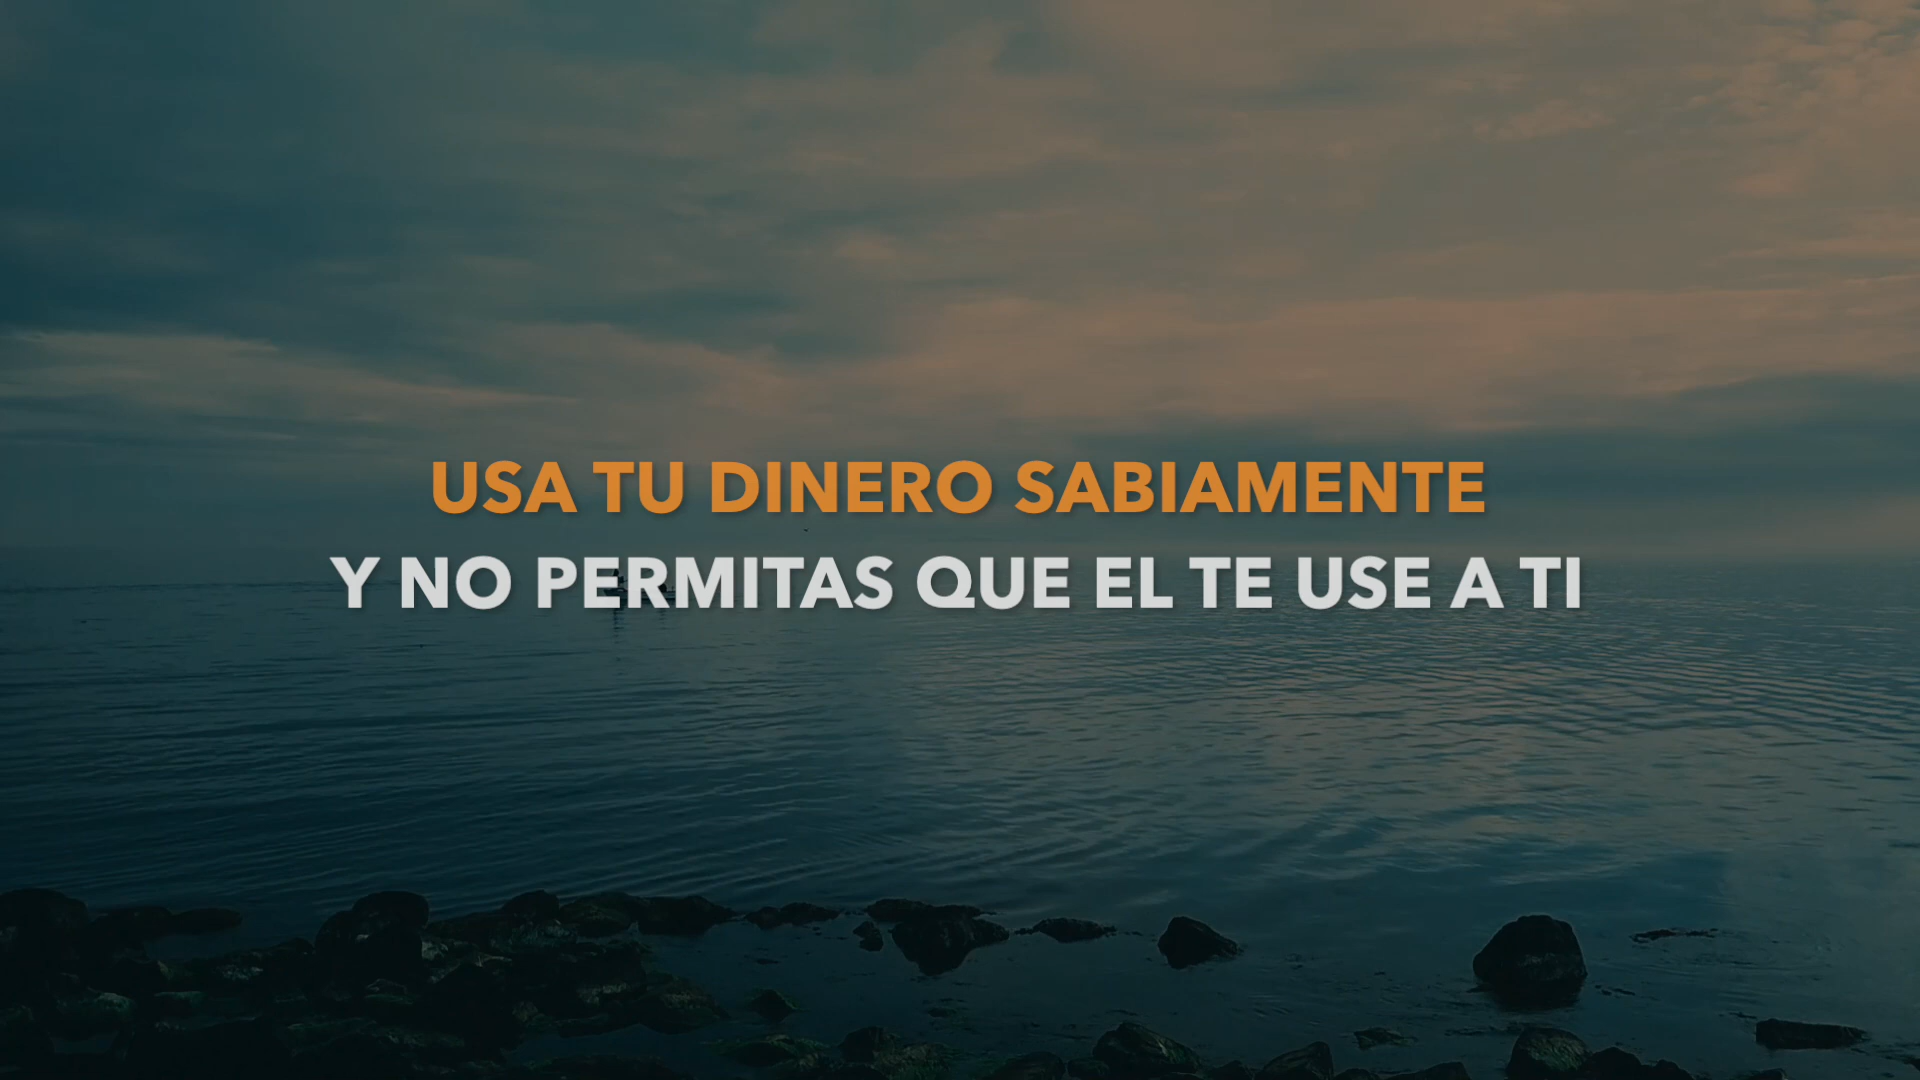 USA TU DINERO SABIAMENTE
Y NO PERMITAS QUE EL TE USE A TI